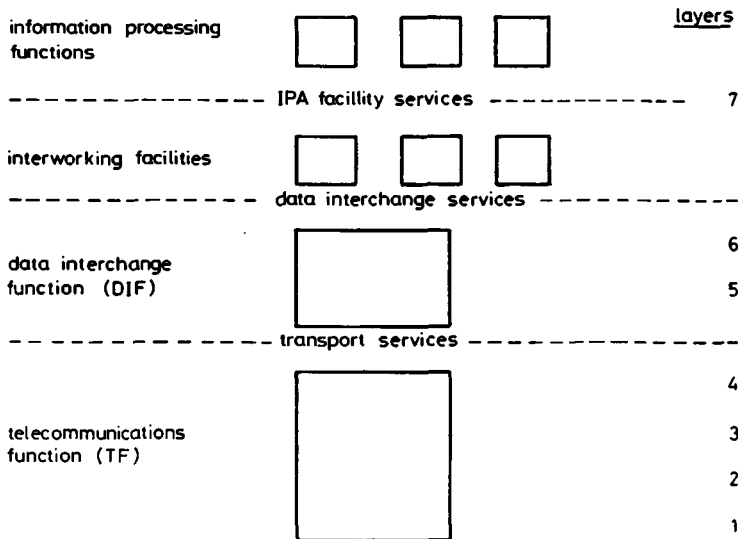 layers
information processing
functions
IPA facillity services 7
interworking facilities
data interchange services
6
data interchange
function (DIF)
5
transport services
4
telecommunications
function (TF)
3
2
1